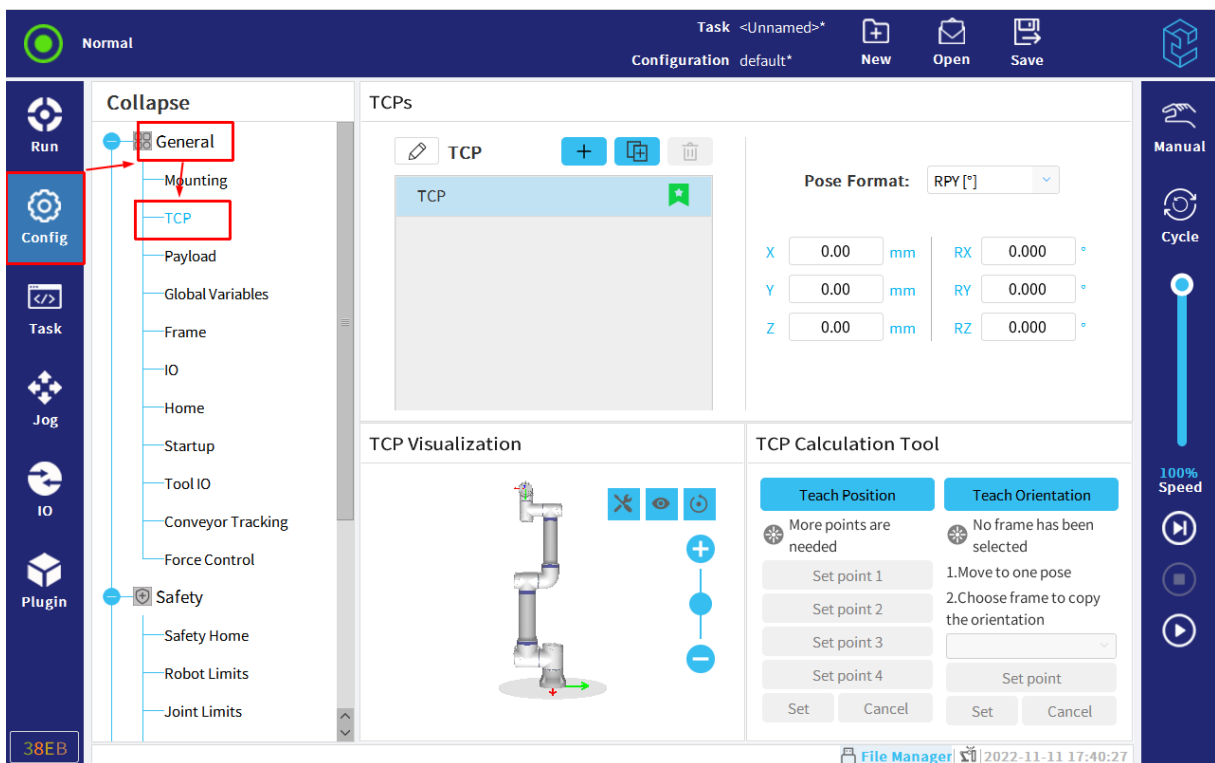 Normal
Task <Unnamed>*
Configuration default*
New
Open
Save
Run
Config
Task
Jog
IO
Plugin
38EB
Collapse
General
Mounting
TCP
Payload
Global Variables
Frame
IO
Home
Startup
Tool IO
Conveyor Tracking
Force Control
Safety
Safety Home
Robot Limits
Joint Limits
TCPs
TCP
TCP
Pose Format: RPY [°]
X 0.00 mm RX 0.000 °
Y 0.00 mm RY 0.000 °
Z 0.00 mm RZ 0.000 °
TCP Visualization
TCP Calculation Tool
Teach Position
More points are
needed
Set point 1
Set point 2
Set point 3
Set point 4
Set Cancel
Teach Orientation
No frame has been
selected
1.Move to one pose
2.Choose frame to copy
the orientation
Set point
Set Cancel
Manual
Cycle
100%
Speed
File Manager 2022-11-11 17:40:27